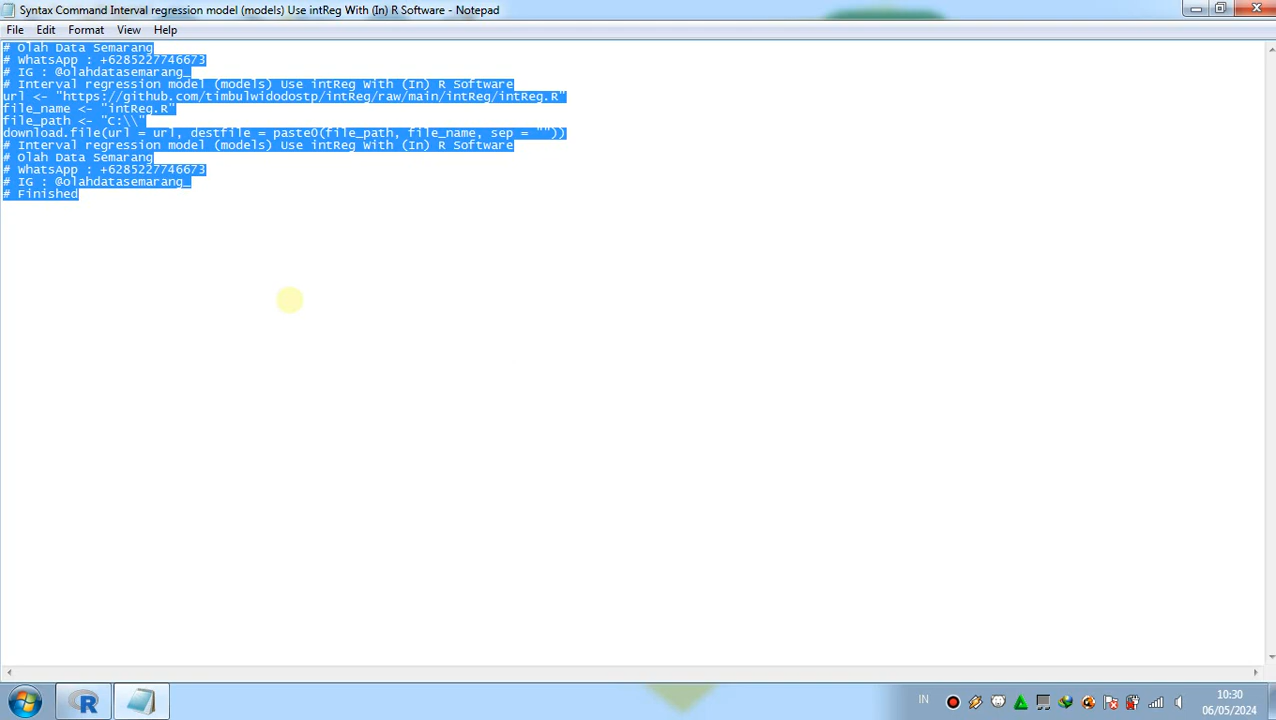 Syntax Command Interval regression model (models) Use intReg With (In) R Software - Notepad
File Edit Format View Help
# Olah Data Semarang
# WhatsApp : +6285227746673
# IG : @olahdatasemarang_
# Interval regression model (models) Use intReg With (In) R Software
url <- "https://github.com/timbulwidodostp/intReg/raw/main/intReg/intReg.R"
file_name <- "intReg.R"
file_path <- "C:\\"
download.file(url = url, destfile = paste0(file_path, file_name, sep = ""))
# Interval regression model (models) Use intReg With (In) R Software
# Olah Data Semarang
# WhatsApp : +6285227746673
# IG : @olahdatasemarang_
# Finished
R
IN
10:30
06/05/2024